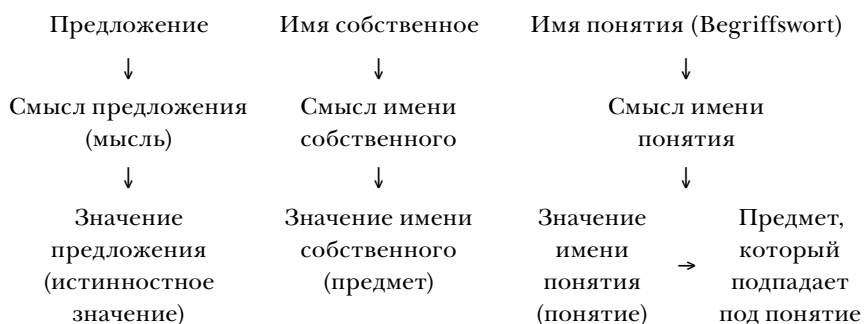 Предложение
Имя собственное
Имя понятия (Begriffswort)
↓
↓
↓
Смысл предложения
(мысль)
Смысл имени
собственного
Смысл имени
понятия
↓
↓
↓
Значение
предложения
(истинностное
значение)
Значение имени
собственного
(предмет)
Значение
имени
понятия
(понятие)
→
Предмет,
который
подпадает
под понятие